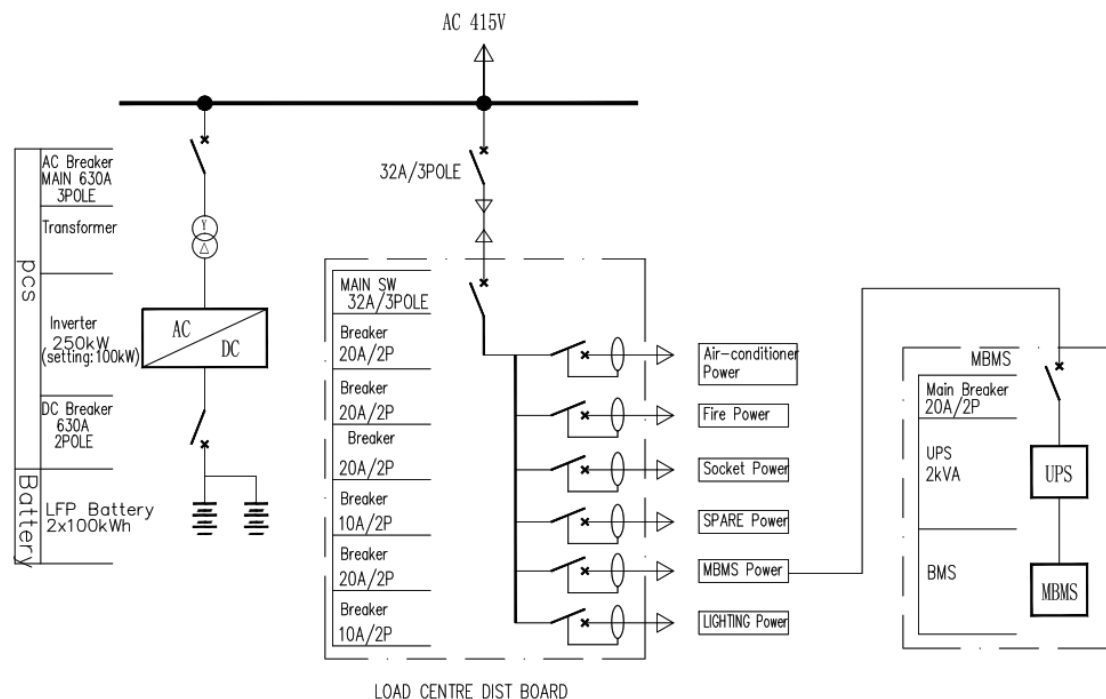 AC 415V
pcs
AC Breaker
MAIN 630A
3POLE
Transformer
Y
△
Inverter
250kW
(setting:100kW)
AC
DC
DC Breaker
630A
2POLE
Battery
LFP Battery
2x100kWh
32A/3POLE
MAIN SW
32A/3POLE
Breaker
20A/2P
Breaker
20A/2P
Breaker
20A/2P
Breaker
10A/2P
Breaker
20A/2P
Breaker
10A/2P
Air-conditioner
Power
Fire Power
Socket Power
SPARE Power
MBMS Power
LIGHTING Power
LOAD CENTRE DIST BOARD
MBMS
Main Breaker
20A/2P
UPS
2kVA
UPS
BMS
MBMS